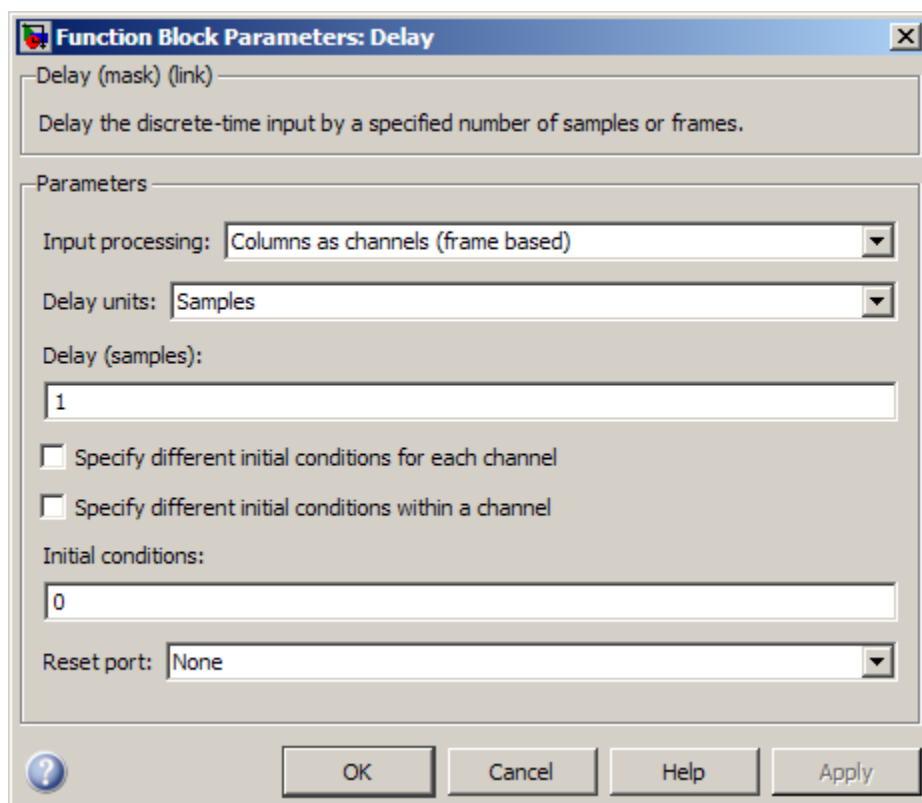 Function Block Parameters: Delay
Delay (mask) (link)
Delay the discrete-time input by a specified number of samples or frames.
Parameters
Input processing: Columns as channels (frame based)
Delay units: Samples
Delay (samples):
1
Specify different initial conditions for each channel
Specify different initial conditions within a channel
Initial conditions:
0
Reset port: None
? OK Cancel Help Apply